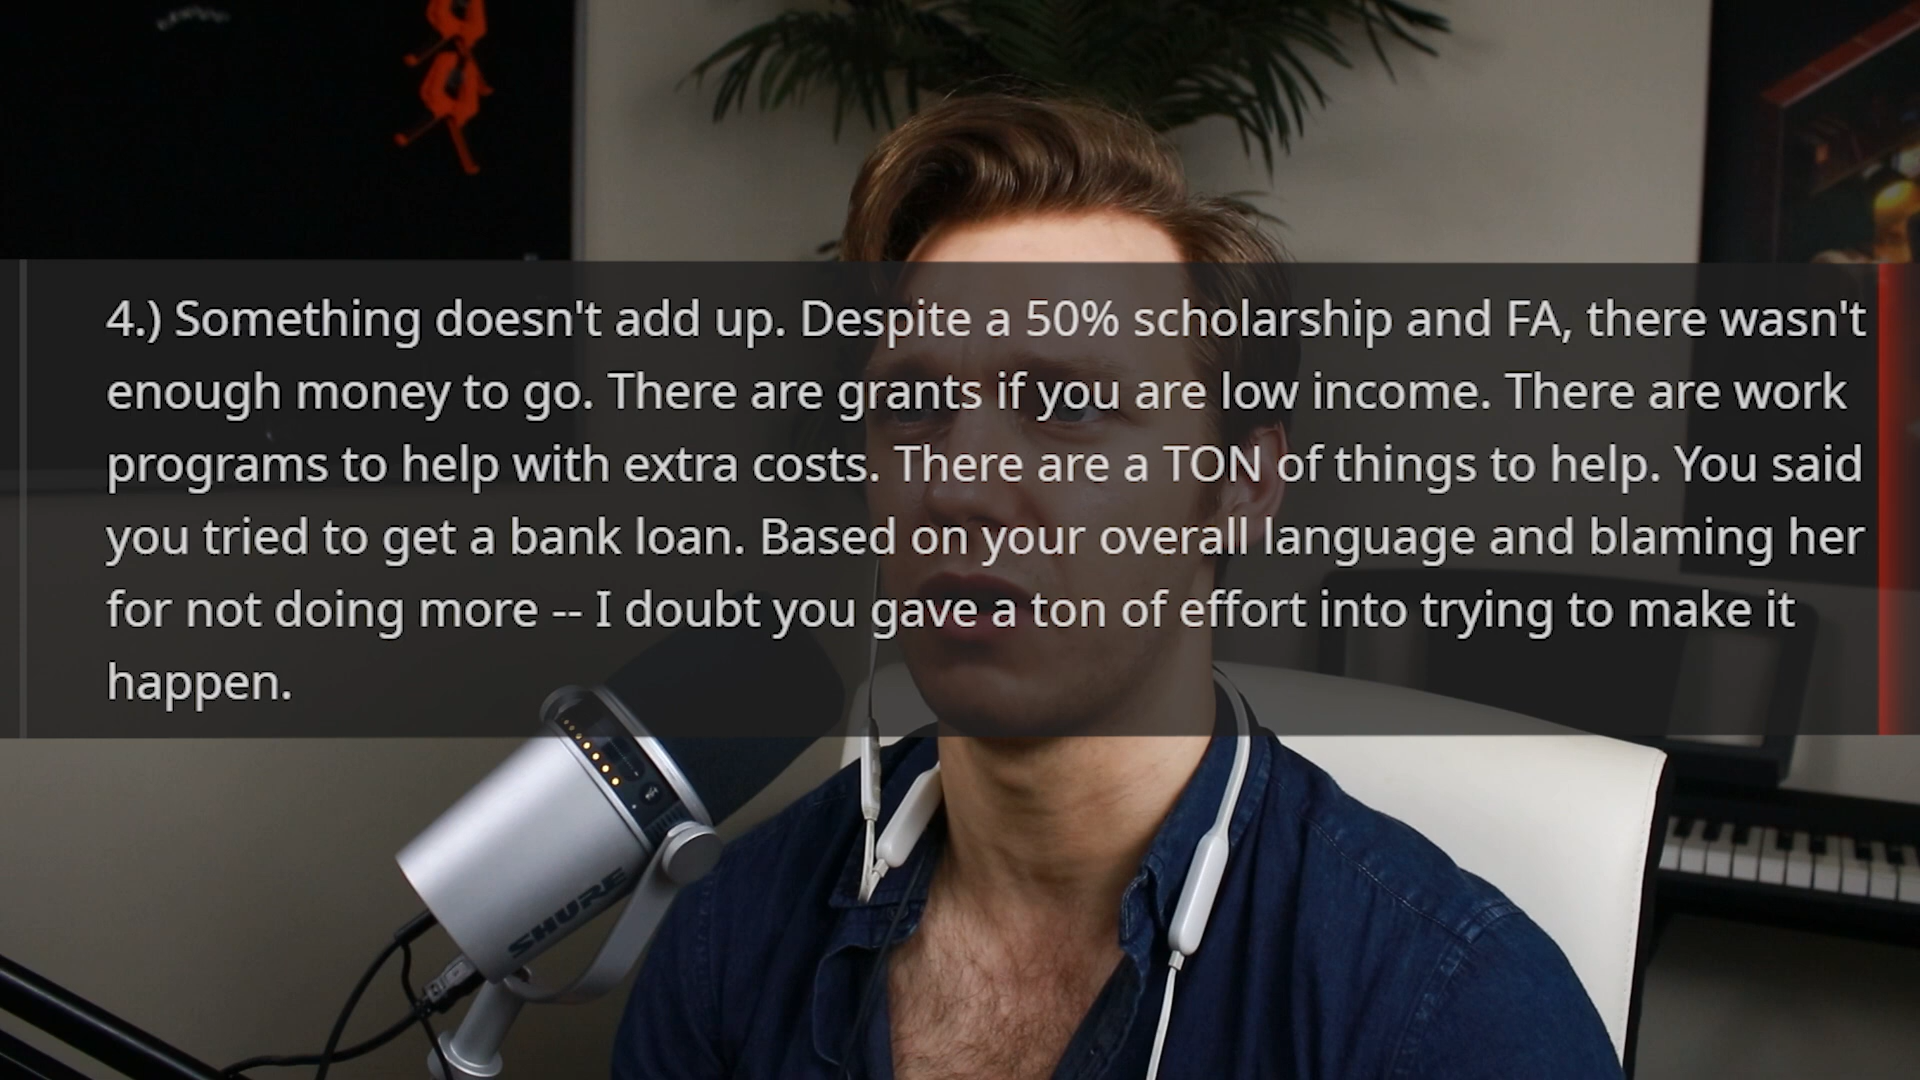 4.) Something doesn't add up. Despite a 50% scholarship and FA, there wasn't
enough money to go. There are grants if you are low income. There are work
programs to help with extra costs. There are a TON of things to help. You said
you tried to get a bank loan. Based on your overall language and blaming her
for not doing more -- I doubt you gave a ton of effort into trying to make it
happen.
SHURE